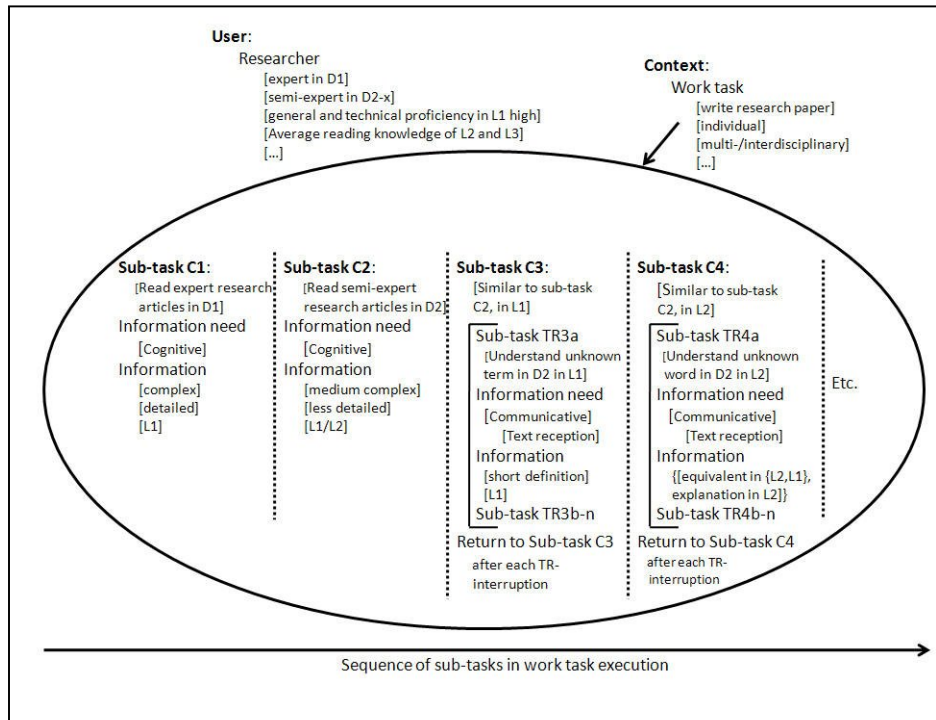 User:
Researcher
[expert in D1]
[semi-expert in D2-x]
[general and technical proficiency in L1 high]
[Average reading knowledge of L2 and L3]
[...]
Context:
Work task
[write research paper]
[individual]
[multi-/interdisciplinary]
[...]
Sub-task C1:
[Read expert research
articles in D1]
Information need
[Cognitive]
Information
[complex]
[detailed]
[L1]
Sub-task C2:
[Read semi-expert
research articles in D2]
Information need
[Cognitive]
Information
[medium complex]
[less detailed]
[L1/L2]
Sub-task C3:
[Similar to sub-task
C2, in L1]
Sub-task TR3a
[Understand unknown
term in D2 in L1]
Information need
[Communicative]
[Text reception]
Information
[short definition]
[L1]
Sub-task TR3b-n
Return to Sub-task C3
after each TR-
interruption
Sub-task C4:
[Similar to sub-task
C2, in L2]
Sub-task TR4a
[Understand unknown
word in D2 in L2]
Information need
[Communicative]
[Text reception]
Information
{[equivalent in {L2,L1},
explanation in L2]}
Sub-task TR4b-n
Return to Sub-task C4
after each TR-
interruption
Etc.
Sequence of sub-tasks in work task execution